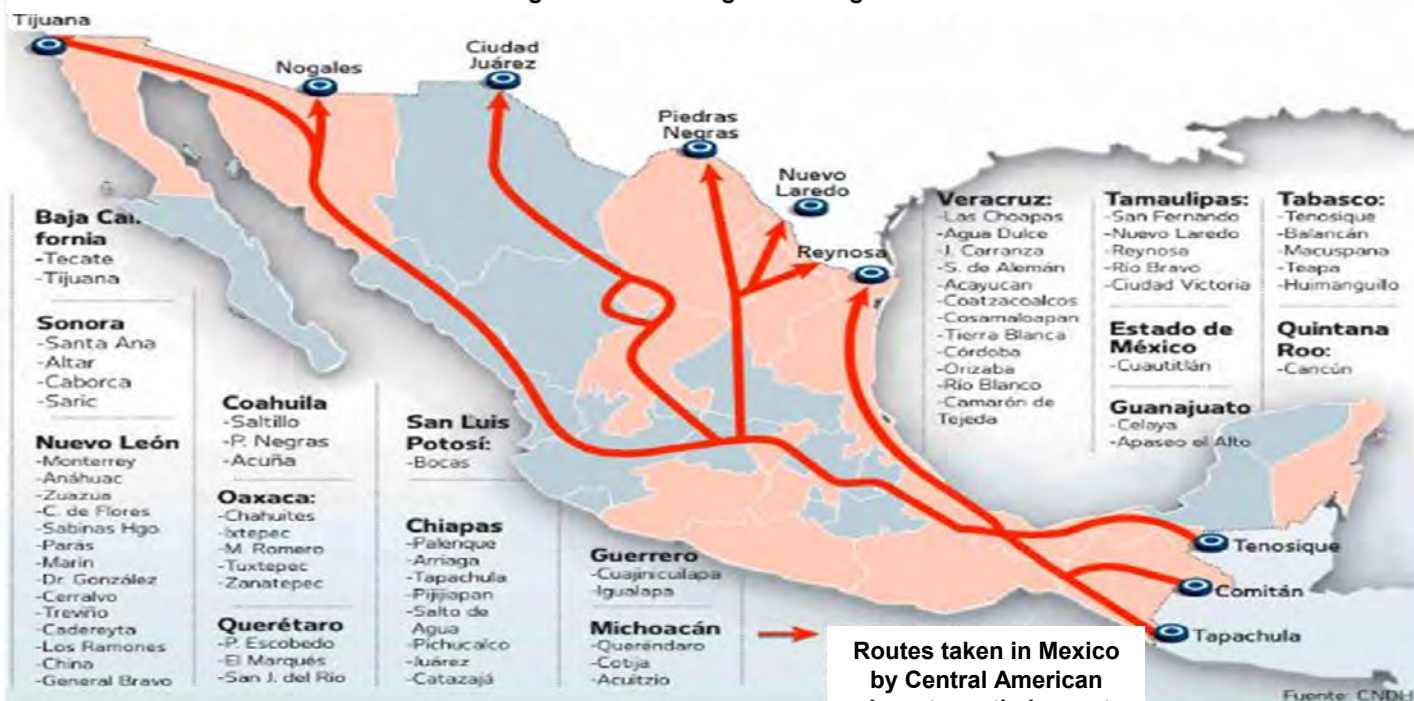 Tijuana
Nogales
Ciudad
Juárez
Piedras
Negras
Nuevo
Laredo
Reynosa
Tenosique
Comitán
Tapachula
Baja Cal.
fornia
-Tecate
-Tijuana
Sonora
-Santa Ana
-Altar
-Caborca
-Saric
Nuevo León
-Monterrey
-Anáhuac
-Zuazua
-C. de Flores
-Sabinas Hgo
-Parás
-Marin
-Dr. González
-Cerralvo
-Treviño
-Cadereyta
-Los Ramones
-China
-General Bravo
Coahuila
-Saltillo
-P. Negras
-Acuña
Oaxaca:
-Chahuites
-Ixtepec
-M. Romero
-Tuxtepec
-Zanatepec
Querétaro
-P. Escobedo
-El Marqués
-San J. del Río
San Luis
Potosí:
-Bocas
Chiapas
-Palenque
-Arriaga
-Tapachula
-Pijijiapan
-Salto de
Agua
-Pichucalco
-Juárez
-Catazajá
Guerrero
-Cuajinicuilapa
-Igualapa
Michoacán
-Queréndaro
-Cotija
-Acuitzio
Veracruz:
-Las Choapas
-Agua Dulce
-J. Carranza
-S. de Alemán
-Acayucan
-Coatzacoalcos
-Cosamaloapan
-Tierra Blanca
-Córdoba
-Orizaba
-Río Blanco
-Camarón de
Tejeda
Tamaulipas:
-San Fernando
-Nuevo Laredo
-Reynosa
-Río Bravo
-Ciudad Victoria
Estado de
México
-Cuautitlán
Guanajuato
-Celaya
-Apaseo el Alto
Tabasco:
-Tenosique
-Balancán
-Macuspana
-Teapa
-Huimanguillo
Quintana
Roo:
-Cancún
Routes taken in Mexico
by Central American
Fuente: CNDH